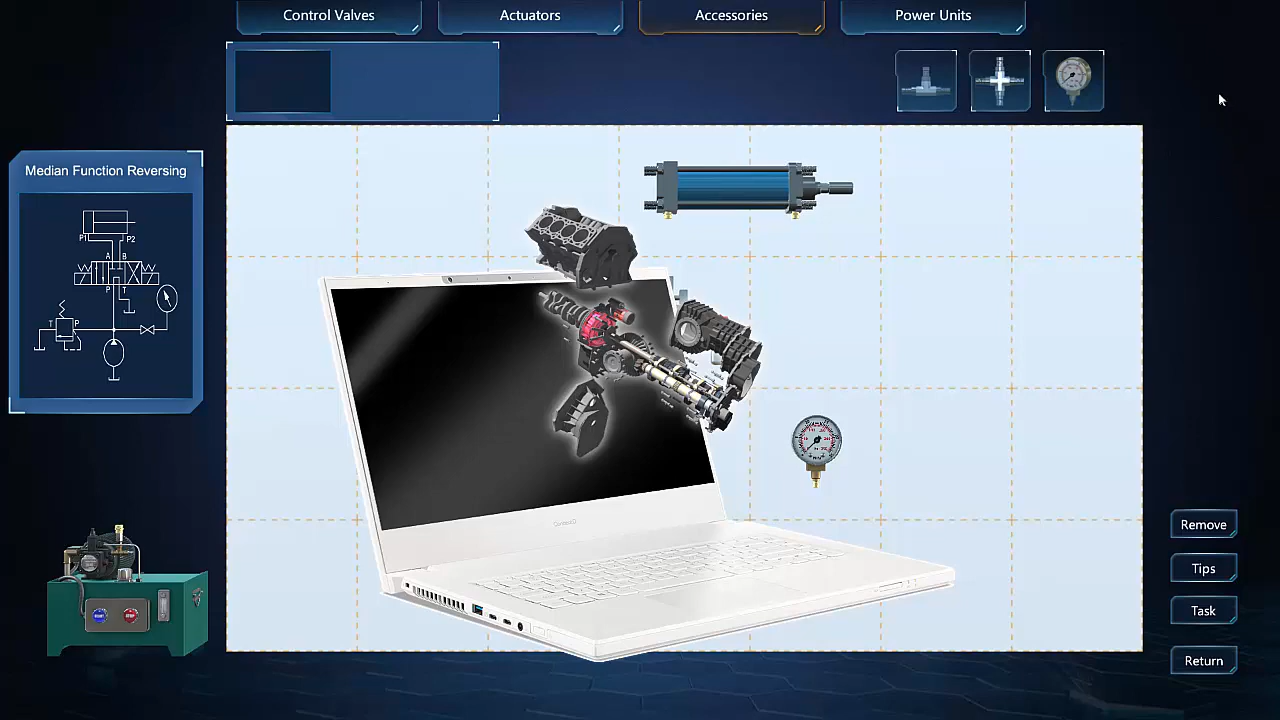 Control Valves
Actuators
Accessories
Power Units
Median Function Reversing
P1
P2
A B
P T
T P
Remove
Tips
Task
Return